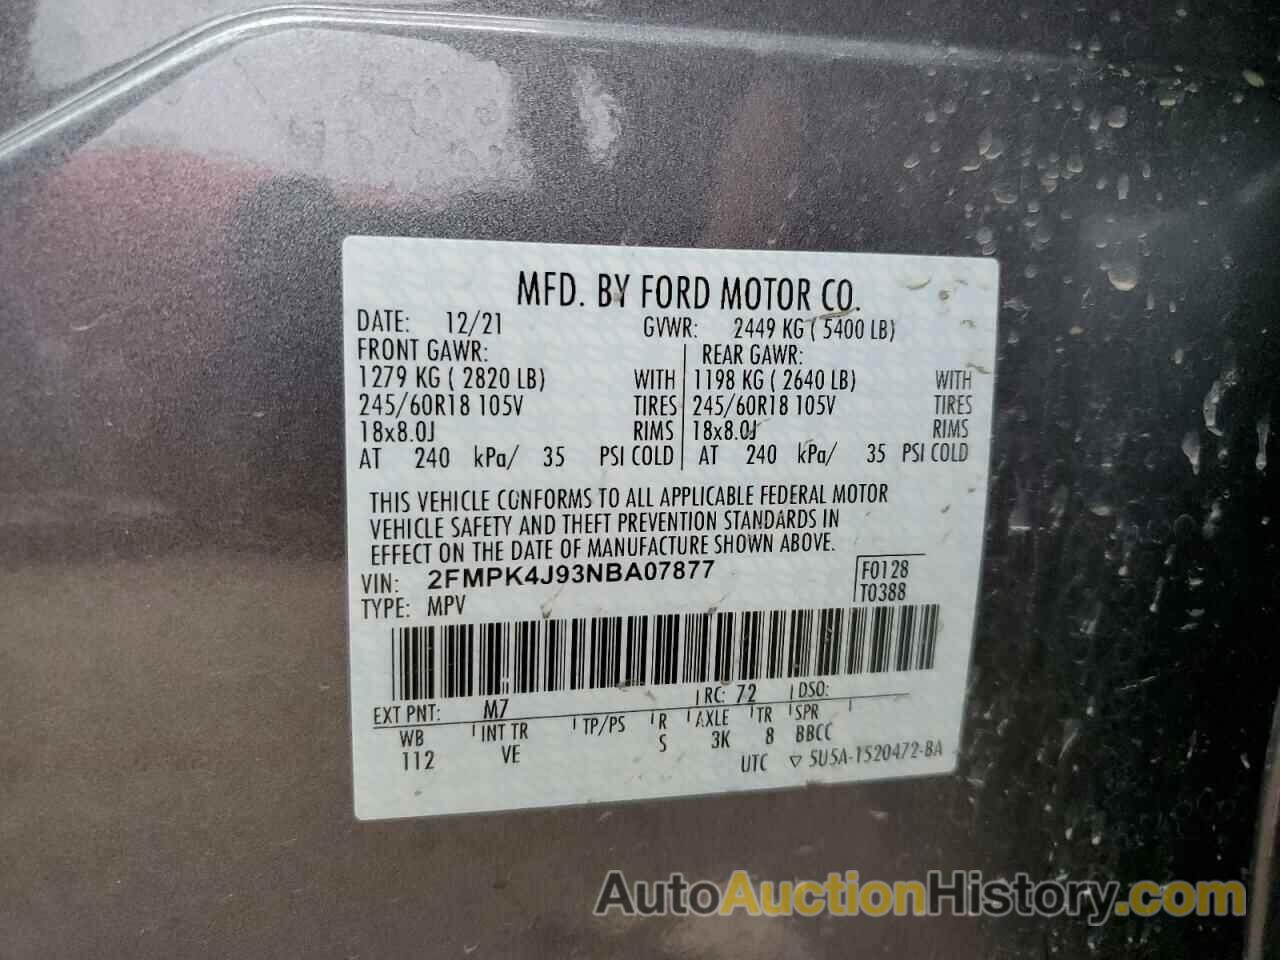 MFD. BY FORD MOTOR CO.
DATE: 12/21 GVWR: 2449 KG ( 5400 LB)
FRONT GAWR: REAR GAWR:
1279 KG ( 2820 LB) WITH 1198 KG ( 2640 LB) WITH
245/60R18 105V TIRES 245/60R18 105V TIRES
18x8.0J RIMS 18x8.0J RIMS
AT 240 kPa/ 35 PSI COLD AT 240 kPa/ 35 PSI COLD
THIS VEHICLE CONFORMS TO ALL APPLICABLE FEDERAL MOTOR
VEHICLE SAFETY AND THEFT PREVENTION STANDARDS IN
EFFECT ON THE DATE OF MANUFACTURE SHOWN ABOVE.
VIN: 2FMPK4J93NBA07877 F0128
TYPE: MPV T0388
EXT PNT: M7 RC: 72 DSO:
WB INT TR TP/PS R AXLE TR SPR
112 VE S 3K 8 BBCC
UTC ▽ 5U5A-1520472-BA
AutoAuctionHistory.com